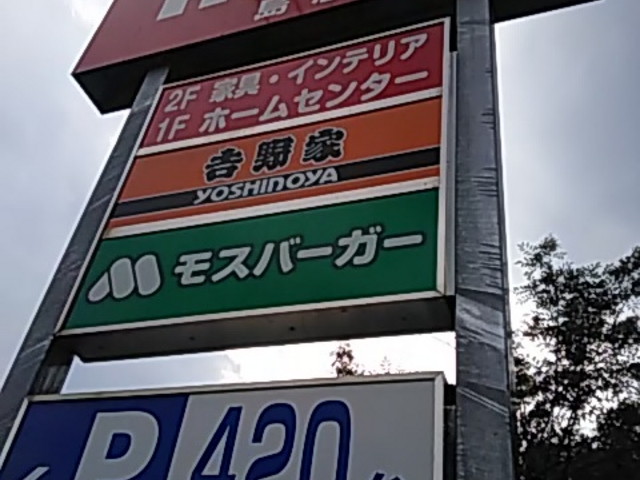 2F 家具・インテリア
1F ホームセンター
吉野家
YOSHINOYA
モスバーガー
P 420